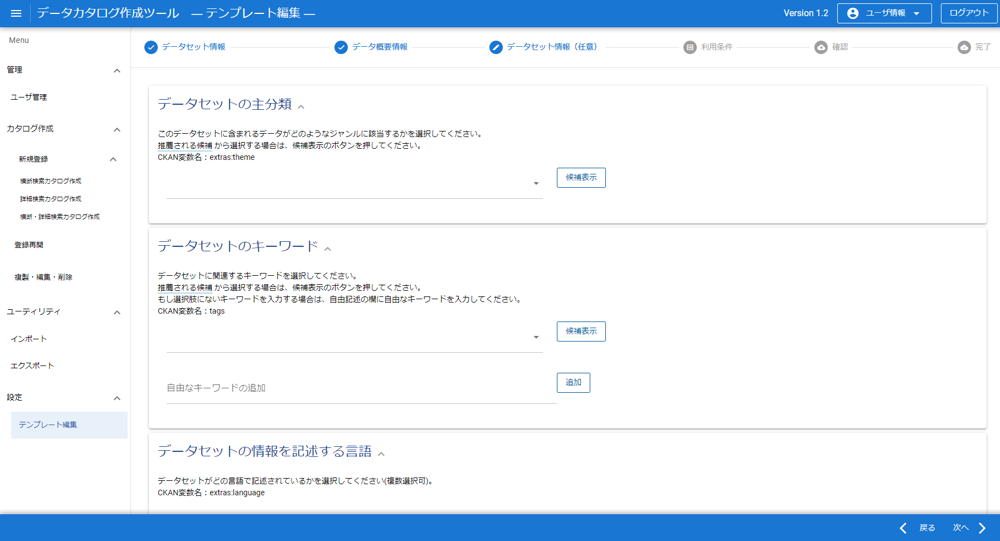 データカタログ作成ツール　― テンプレート編集 ―
Version 1.2
ユーザ情報
ログアウト
Menu
管理
ユーザ管理
カタログ作成
新規登録
横断検索カタログ作成
詳細検索カタログ作成
横断・詳細検索カタログ作成
登録再開
複製・編集・削除
ユーティリティ
インポート
エクスポート
設定
テンプレート編集
データセット情報
データ概要情報
データセット情報（任意）
利用条件
確認
完了
データセットの主分類
このデータセットに含まれるデータがどのようなジャンルに該当するかを選択してください。
推薦される候補 から選択する場合は、候補表示のボタンを押してください。
CKAN変数名：extras:theme
候補表示
データセットのキーワード
データセットに関連するキーワードを選択してください。
推薦される候補 から選択する場合は、候補表示のボタンを押してください。
もし選択肢にないキーワードを入力する場合は、自由記述の欄に自由なキーワードを入力してください。
CKAN変数名：tags
候補表示
自由なキーワードの追加
追加
データセットの情報を記述する言語
データセットがどの言語で記述されているかを選択してください(複数選択可)。
CKAN変数名：extras:language
戻る
次へ